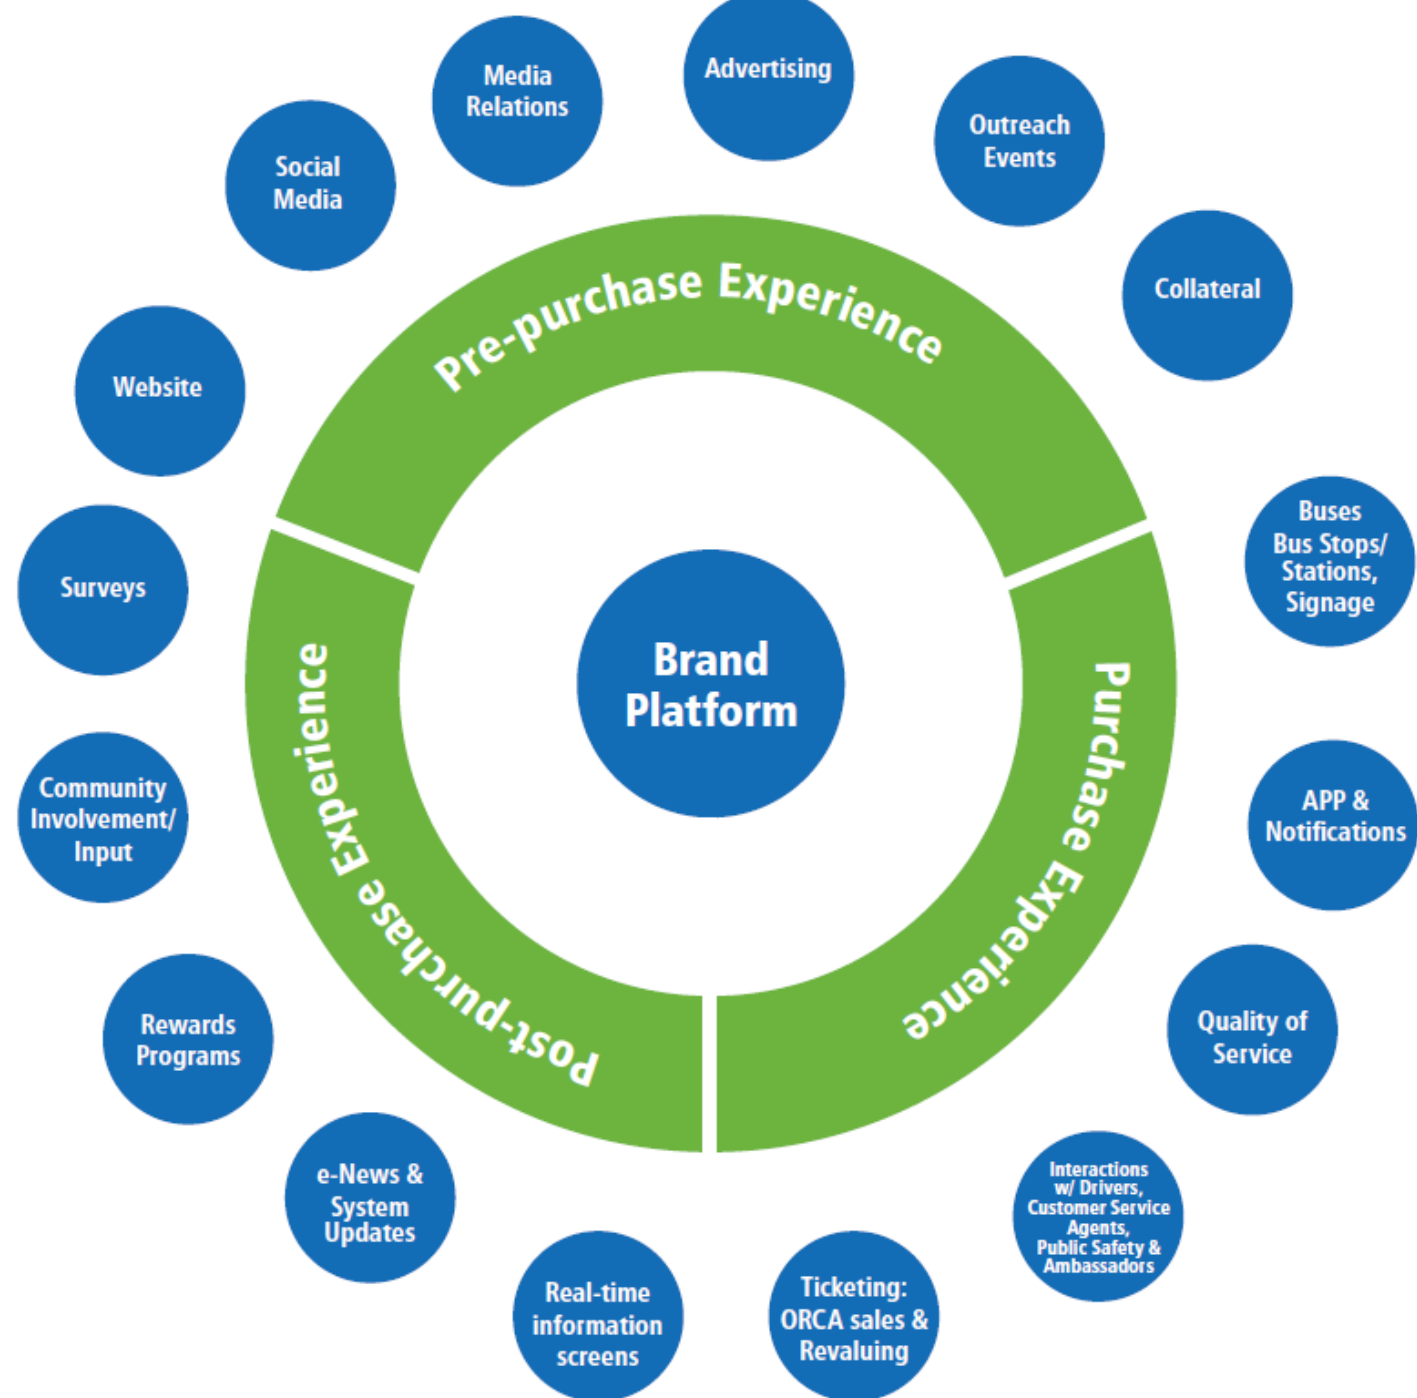 Advertising
Media
Relations
Outreach
Events
Social
Media
Collateral
Website
Pre-purchase Experience
Buses
Bus Stops/
Stations,
Signage
Surveys
Brand
Platform
Purchase Experience
Post-purchase Experience
Community
Involvement/
Input
APP &
Notifications
Rewards
Programs
Quality of
Service
e-News &
System
Updates
Interactions
w/ Drivers,
Customer Service
Agents,
Public Safety &
Ambassadors
Real-time
information
screens
Ticketing:
ORCA sales &
Revaluing